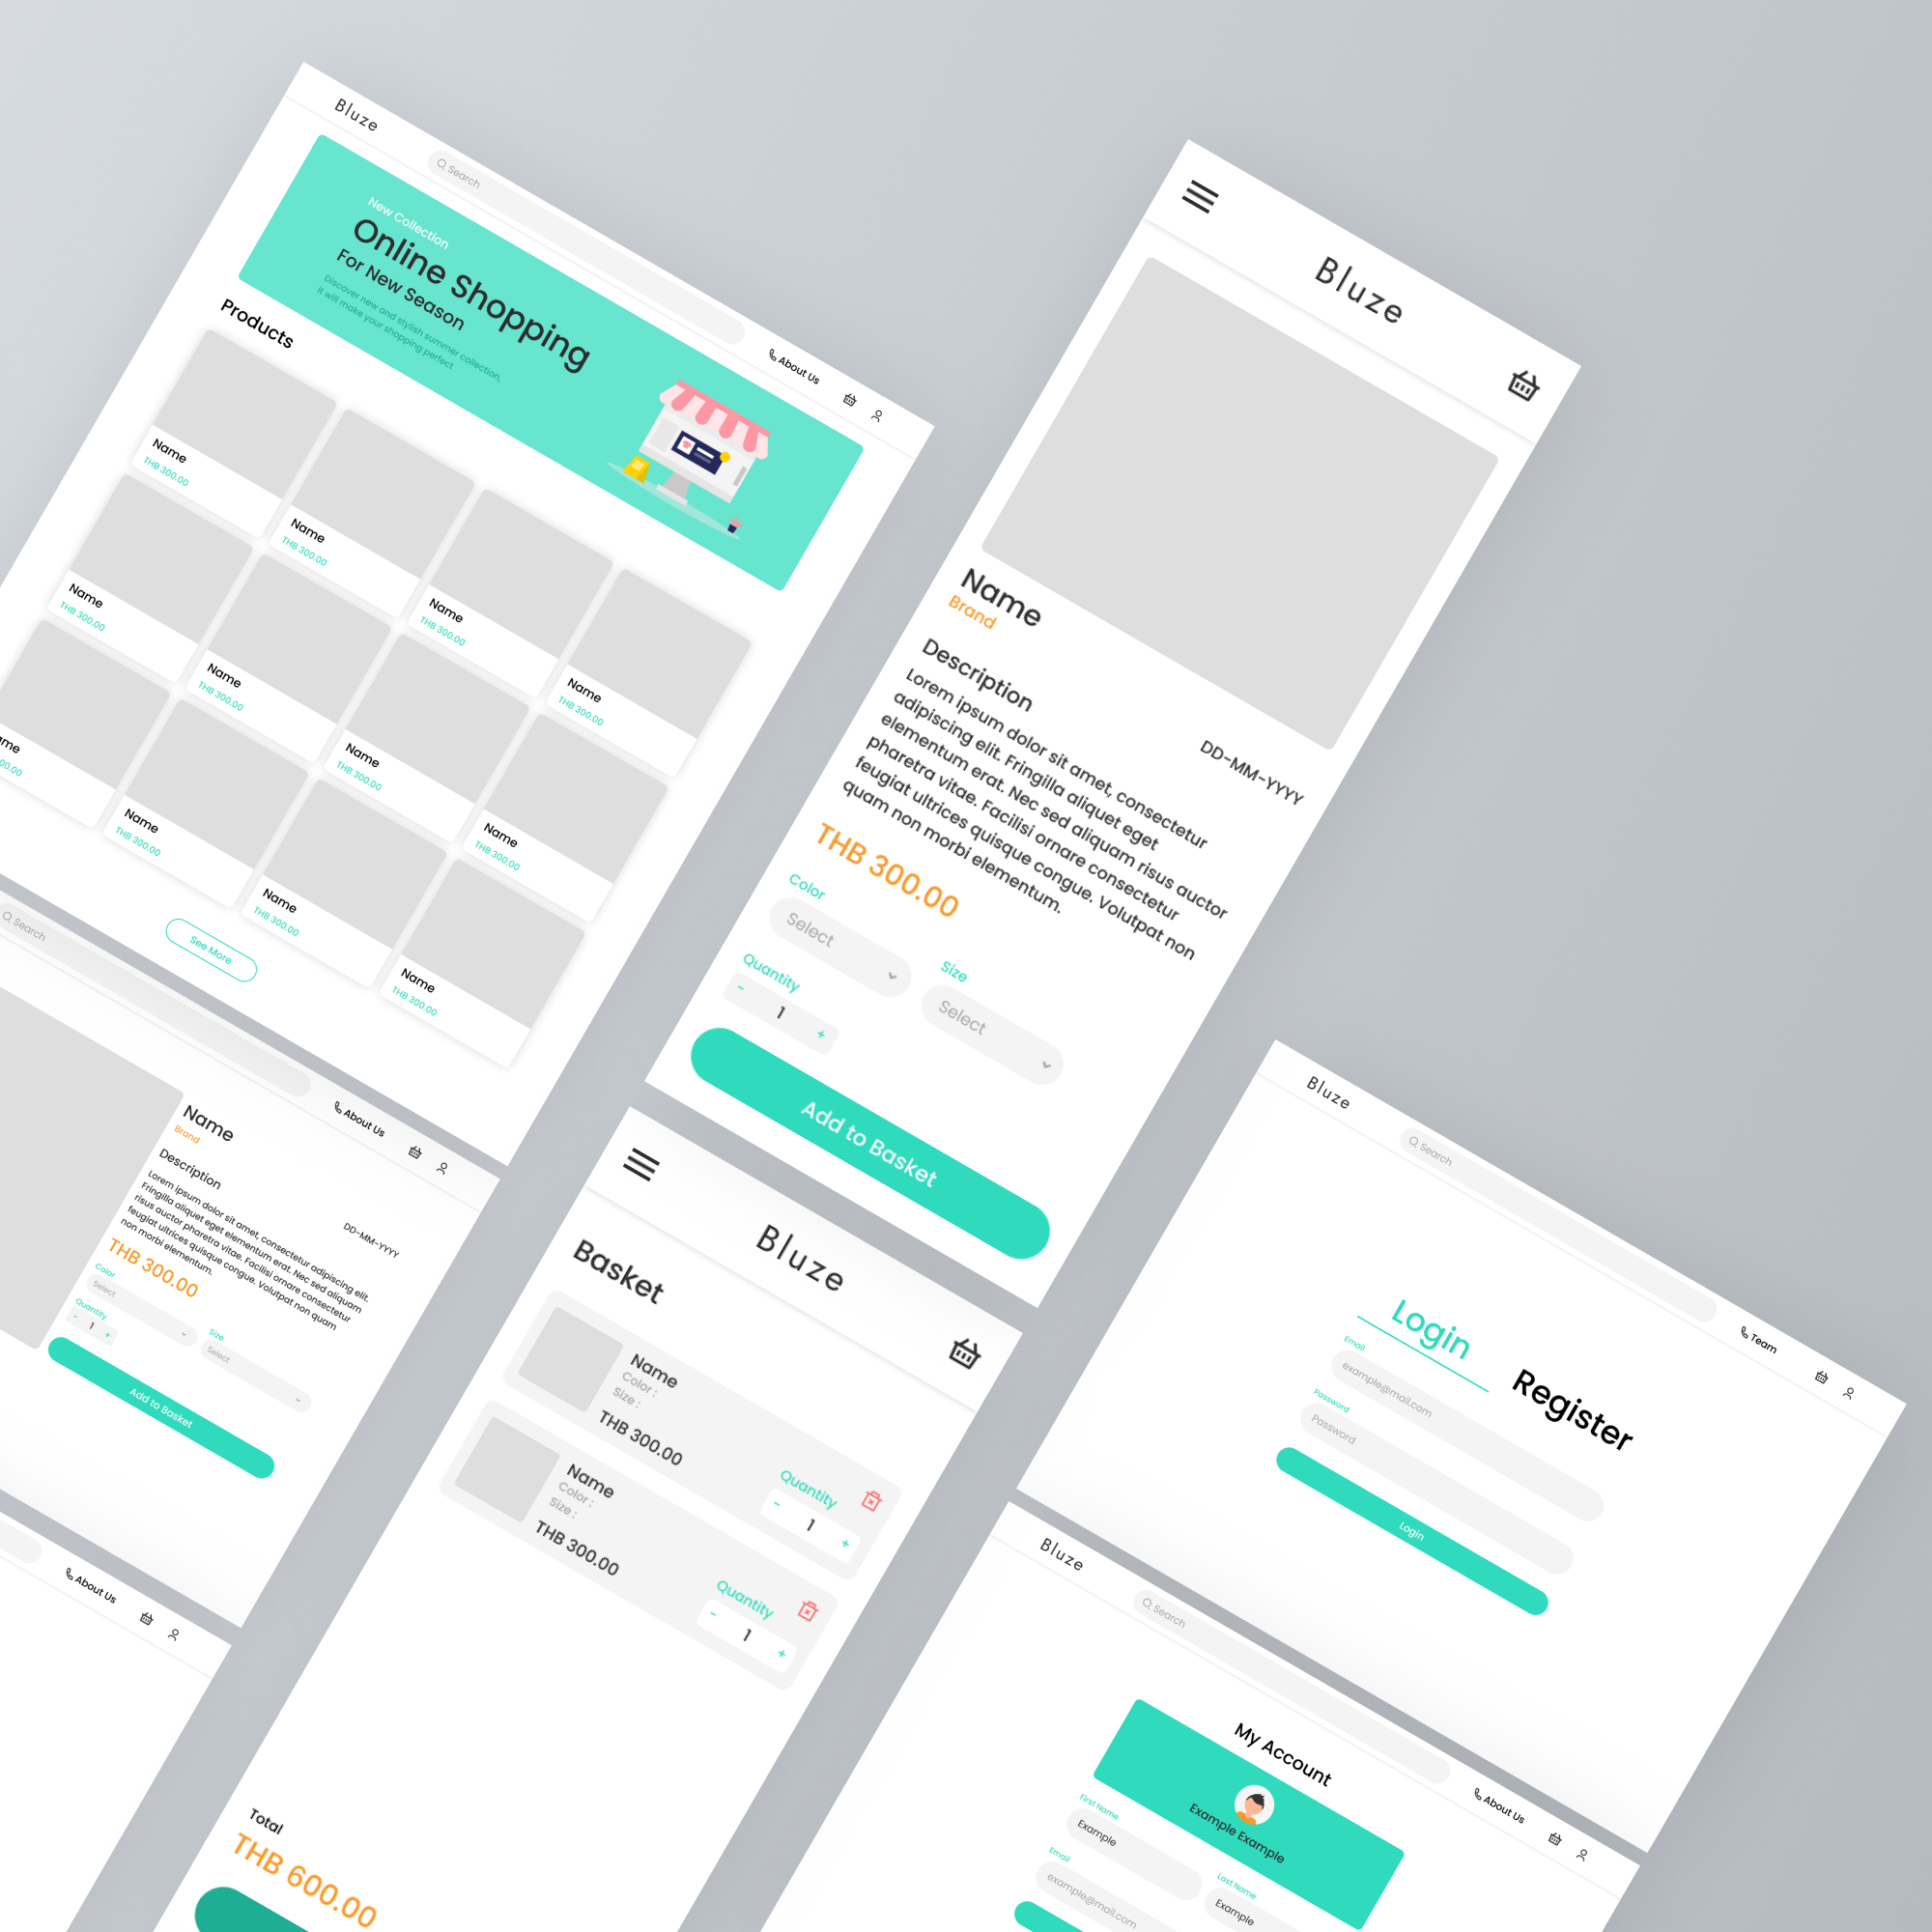 Bluze
Search
About Us
New Collection
Online Shopping
For New Season
Discover new and stylish summer collection,
it will make your shopping perfect
Products
Name
THB 300.00
Name
THB 300.00
Name
THB 300.00
Name
THB 300.00
Name
THB 300.00
Name
THB 300.00
Name
THB 300.00
Name
THB 300.00
ame
00.00
Name
THB 300.00
Name
THB 300.00
Name
THB 300.00
See More
Bluze
Name
Brand
DD-MM-YYYY
Description
Lorem ipsum dolor sit amet, consectetur
adipiscing elit. Fringilla aliquet eget
elementum erat. Nec sed aliquam risus auctor
pharetra vitae. Facilisi ornare consectetur
feugiat ultrices quisque congue. Volutpat non
quam non morbi elementum.
THB 300.00
Color
Select
Size
Select
Quantity
- 1 +
Add to Basket
Search
About Us
Name
Brand
DD-MM-YYYY
Description
Lorem ipsum dolor sit amet, consectetur adipiscing elit.
Fringilla aliquet eget elementum erat. Nec sed aliquam
risus auctor pharetra vitae. Facilisi ornare consectetur
feugiat ultrices quisque congue. Volutpat non quam
non morbi elementum.
THB 300.00
Color
Select
Size
Select
Quantity
- 1 +
Add to Basket
About Us
Bluze
Basket
Name
Color :
Size :
THB 300.00
Quantity
- 1 +
Name
Color :
Size :
THB 300.00
Quantity
- 1 +
Total
THB 600.00
Bluze
Search
Team
Login
Register
Email
example@mail.com
Password
Password
Login
Bluze
Search
About Us
My Account
Example Example
First Name
Example
Last Name
Example
Email
example@mail.com